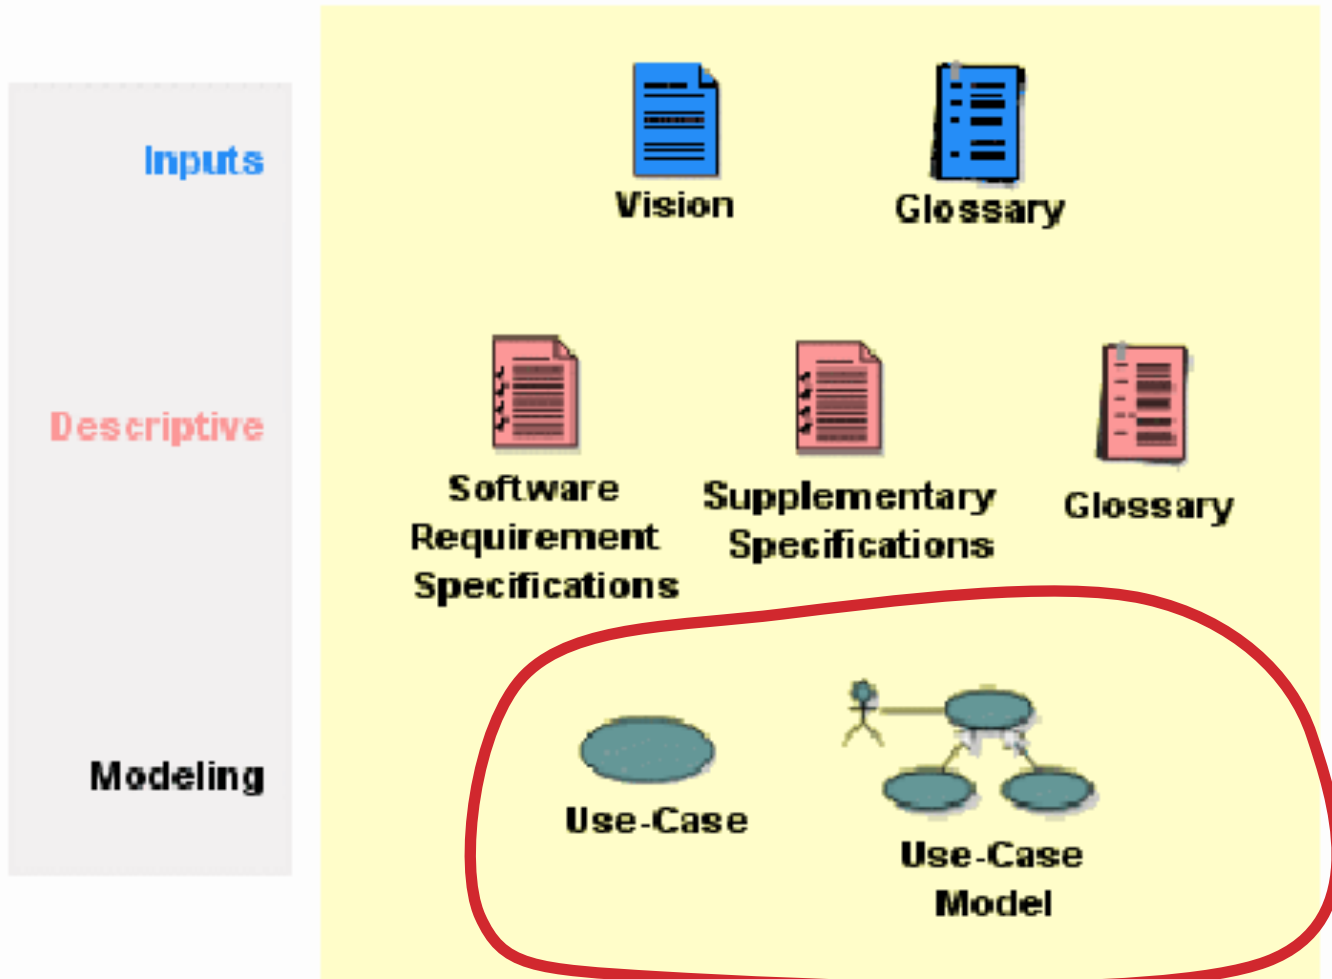 Inputs
Vision
Glossary
Descriptive
Software
Requirement
Specifications
Supplementary
Specifications
Glossary
Modeling
Use-Case
Use-Case
Model